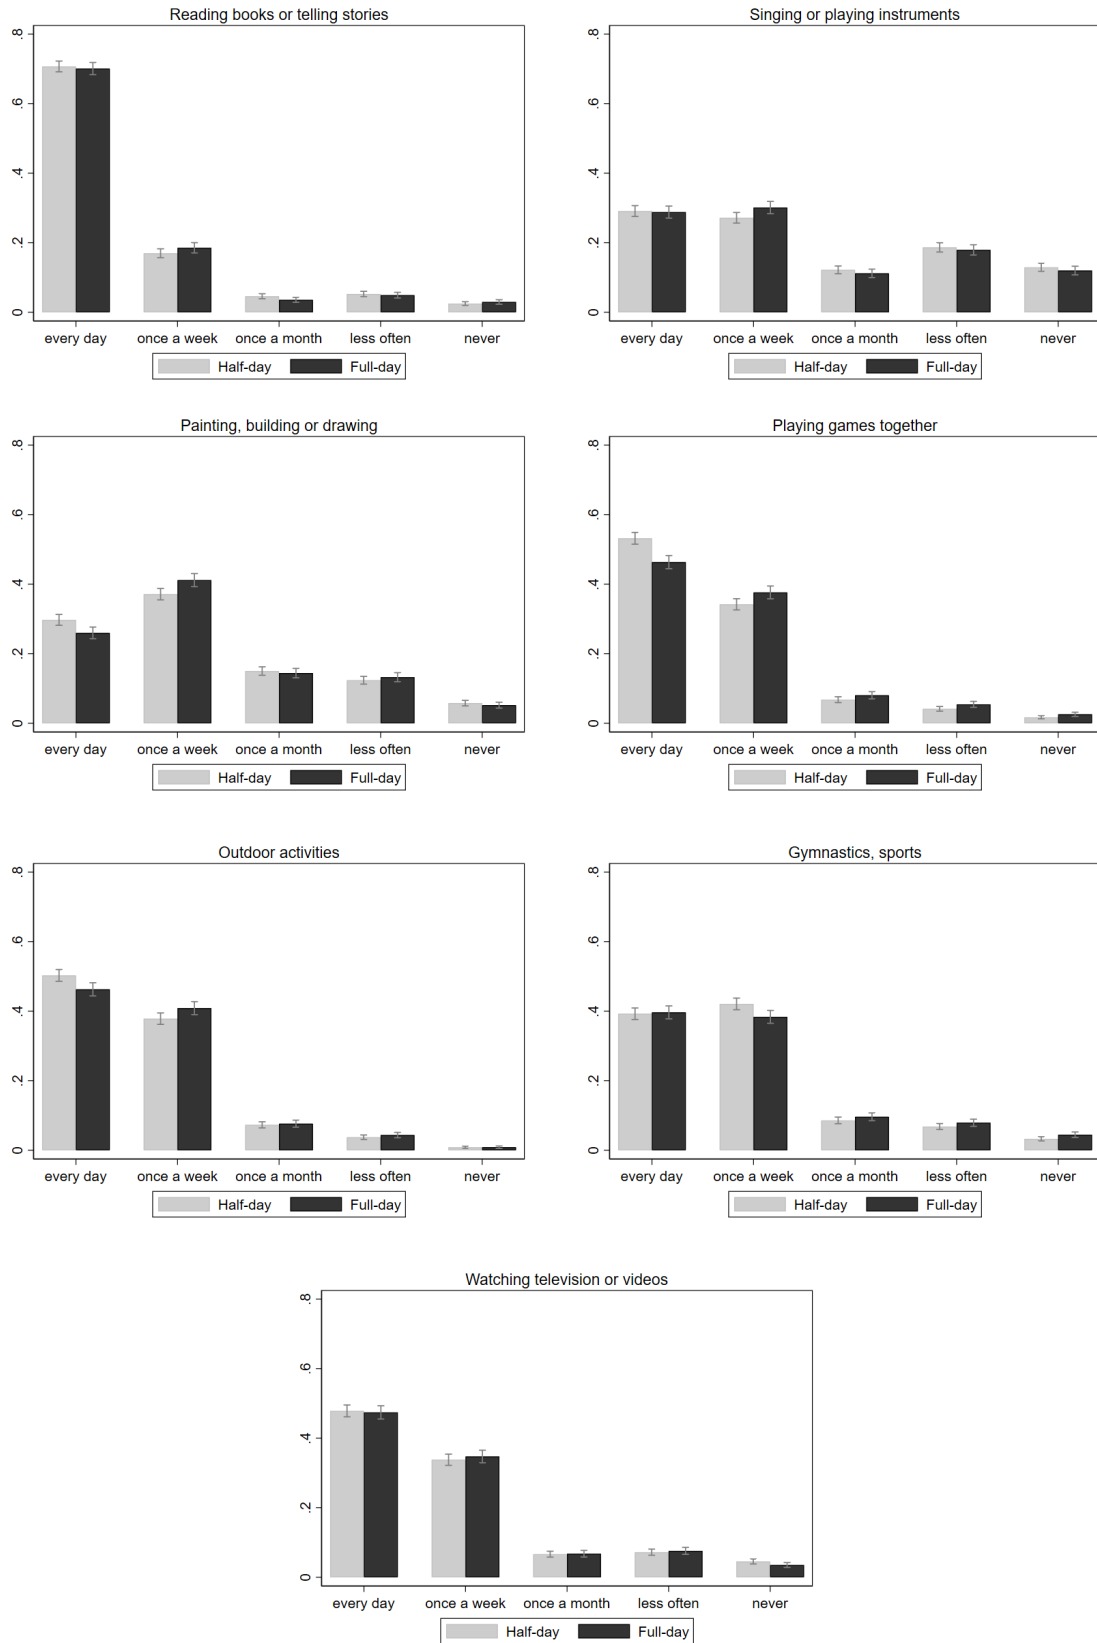 Reading books or telling stories
.8
.6
.4
.2
0
every day once a week once a month less often never
Half-day Full-day
Singing or playing instruments
.8
.6
.4
.2
0
every day once a week once a month less often never
Half-day Full-day
Painting, building or drawing
.8
.6
.4
.2
0
every day once a week once a month less often never
Half-day Full-day
Playing games together
.8
.6
.4
.2
0
every day once a week once a month less often never
Half-day Full-day
Outdoor activities
.8
.6
.4
.2
0
every day once a week once a month less often never
Half-day Full-day
Gymnastics, sports
.8
.6
.4
.2
0
every day once a week once a month less often never
Half-day Full-day
Watching television or videos
.8
.6
.4
.2
0
every day once a week once a month less often never
Half-day Full-day